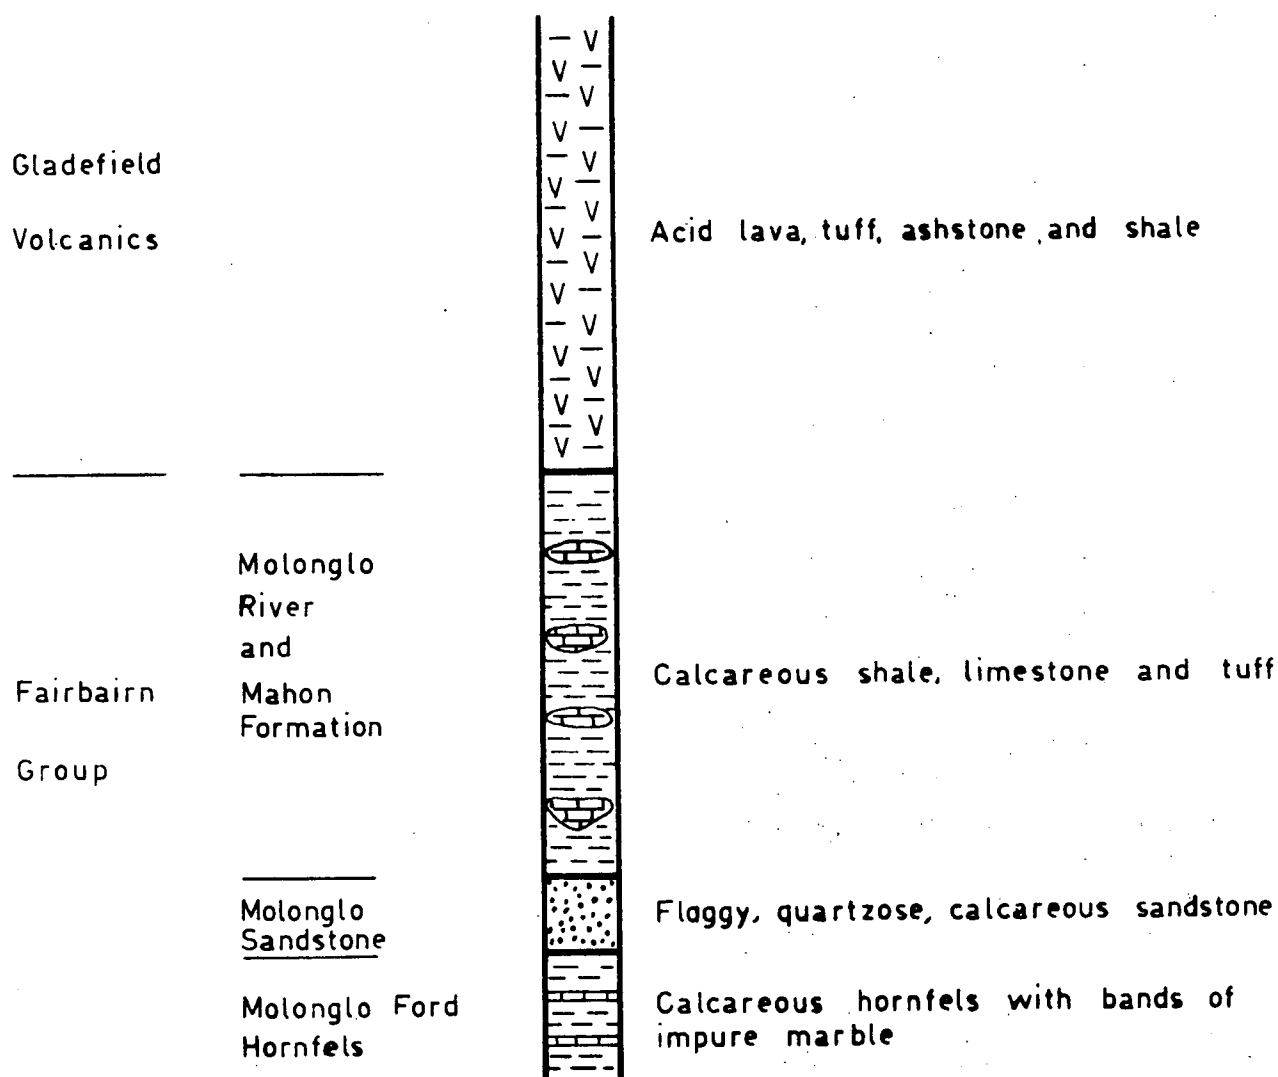 Gladefield
Volcanics
Acid lava, tuff, ashstone and shale
Molonglo
River
and
Mahon
Formation
Fairbairn
Group
Calcareous shale, limestone and tuff
Molonglo
Sandstone
Flaggy, quartzose, calcareous sandstone
Molonglo Ford
Hornfels
Calcareous hornfels with bands of
impure marble